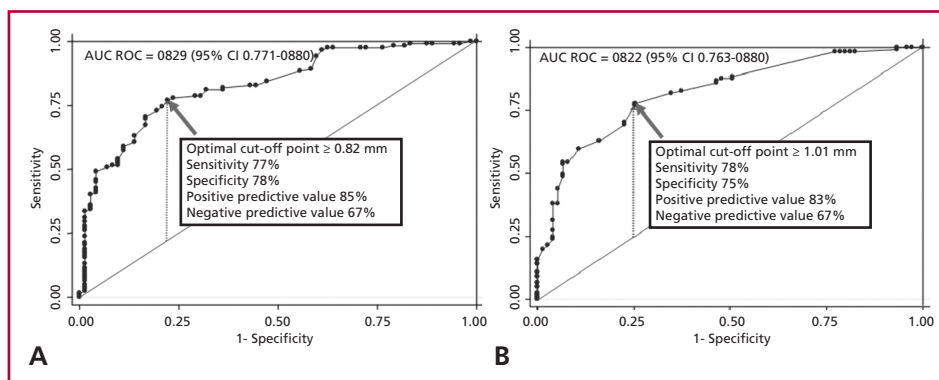 AUC ROC = 0829 (95% CI 0.771-0880)
1.00
0.75
0.50
0.25
0.00
Sensitivity
Optimal cut-off point ≥ 0.82 mm
Sensitivity 77%
Specificity 78%
Positive predictive value 85%
Negative predictive value 67%
0.00 0.25 0.50 0.75 1.00
1- Specificity
A
AUC ROC = 0822 (95% CI 0.763-0880)
1.00
0.75
0.50
0.25
0.00
Sensitivity
Optimal cut-off point ≥ 1.01 mm
Sensitivity 78%
Specificity 75%
Positive predictive value 83%
Negative predictive value 67%
0.00 0.25 0.50 0.75 1.00
1- Specificity
B